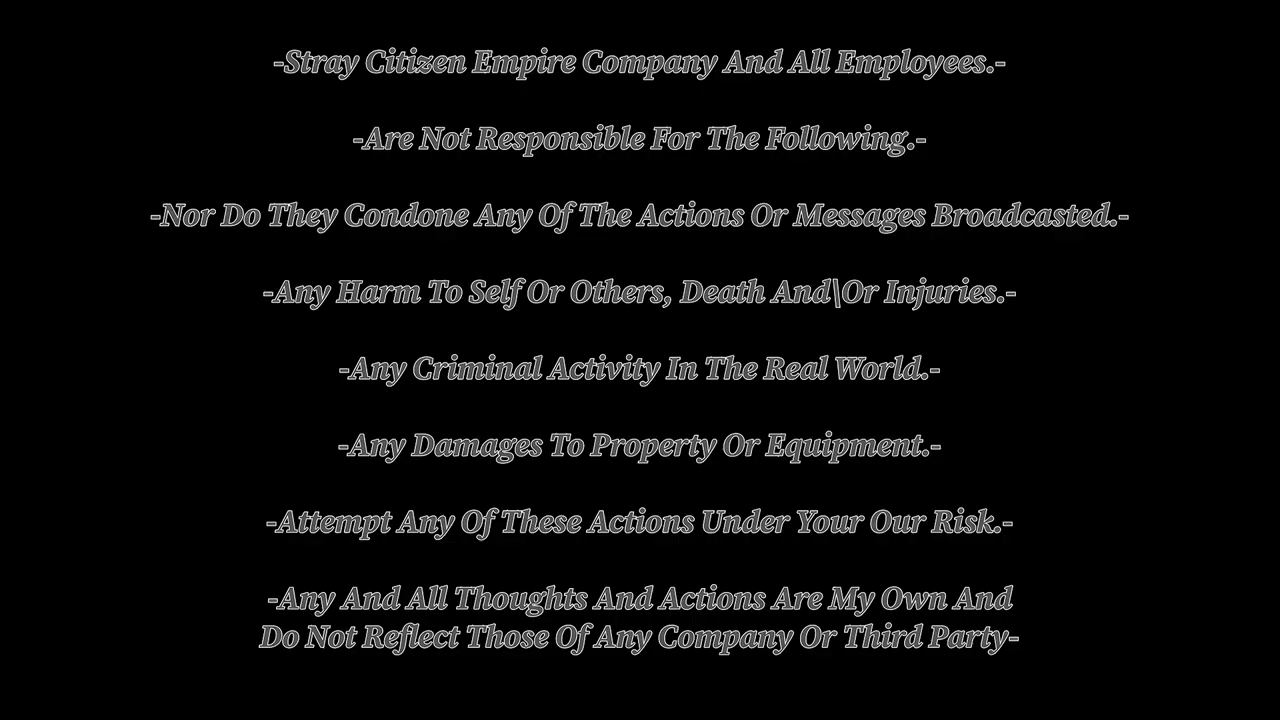 -Stray Citizen Empire Company And All Employees.-
-Are Not Responsible For The Following.-
-Nor Do They Condone Any Of The Actions Or Messages Broadcasted.-
-Any Harm To Self Or Others, Death And\Or Injuries.-
-Any Criminal Activity In The Real World.-
-Any Damages To Property Or Equipment.-
-Attempt Any Of These Actions Under Your Our Risk.-
-Any And All Thoughts And Actions Are My Own And
Do Not Reflect Those Of Any Company Or Third Party-